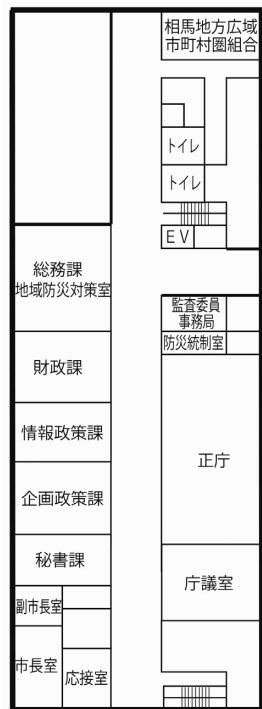 相馬地方広域
市町村圏組合
トイレ
トイレ
EV
総務課
地域防災対策室
監査委員
事務局
防災統制室
財政課
情報政策課
正庁
企画政策課
秘書課
庁議室
副市長室
市長室
応接室